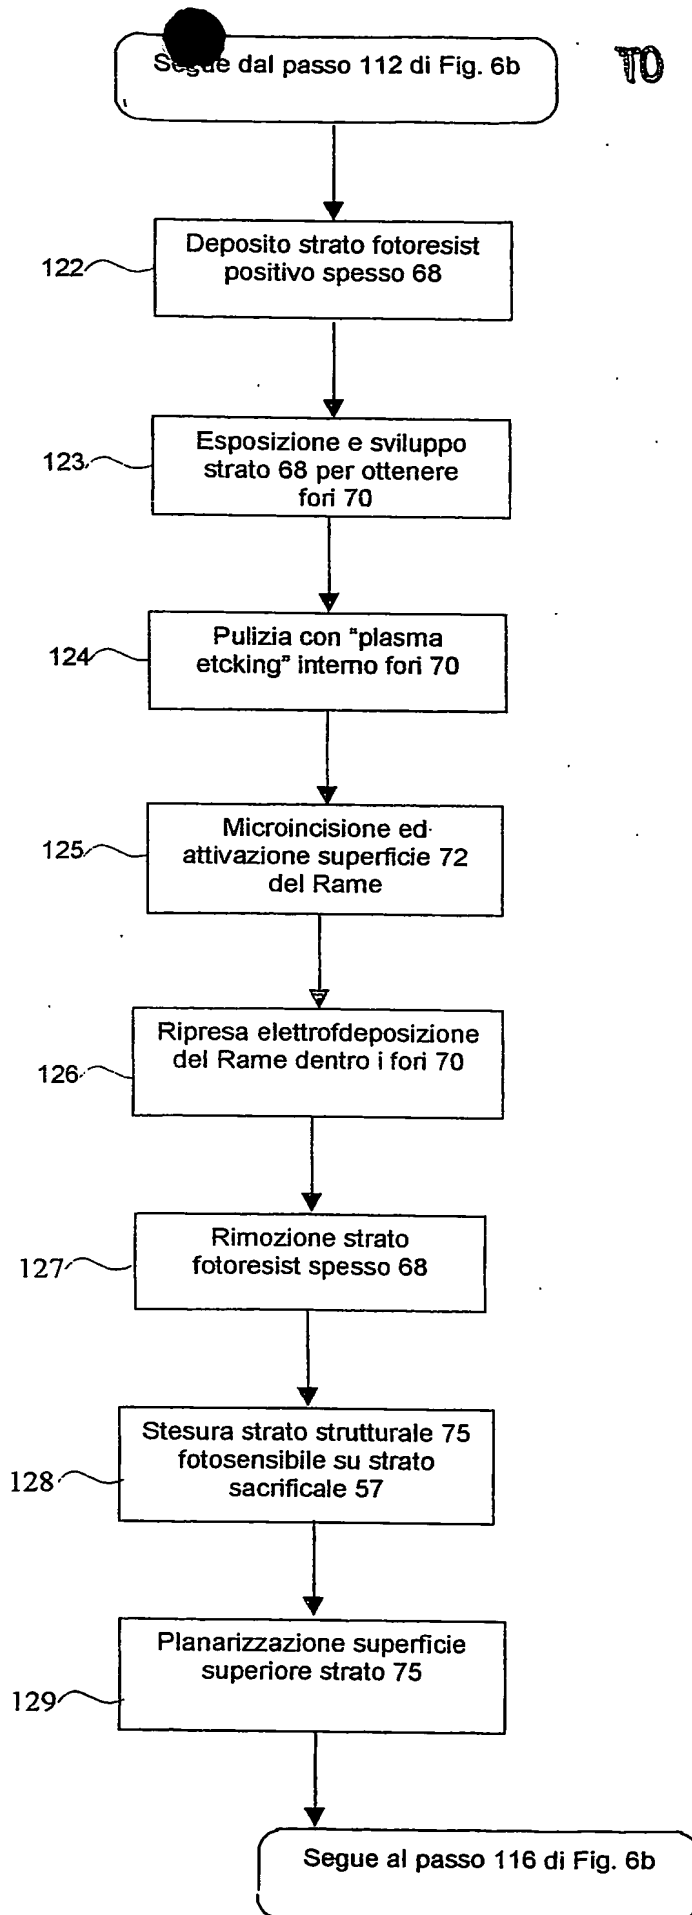 Segue dal passo 112 di Fig. 6b
TO
122
Deposito strato fotoresist
positivo spesso 68
123
Esposizione e sviluppo
strato 68 per ottenere
fori 70
124
Pulizia con "plasma
etcking" interno fori 70
125
Microincisione ed
attivazione superficie 72
del Rame
126
Ripresa elettrofdeposizione
del Rame dentro i fori 70
127
Rimozione strato
fotoresist spesso 68
128
Stesura strato strutturale 75
fotosensibile su strato
sacrificale 57
129
Planarizzazione superficie
superiore strato 75
Segue al passo 116 di Fig. 6b